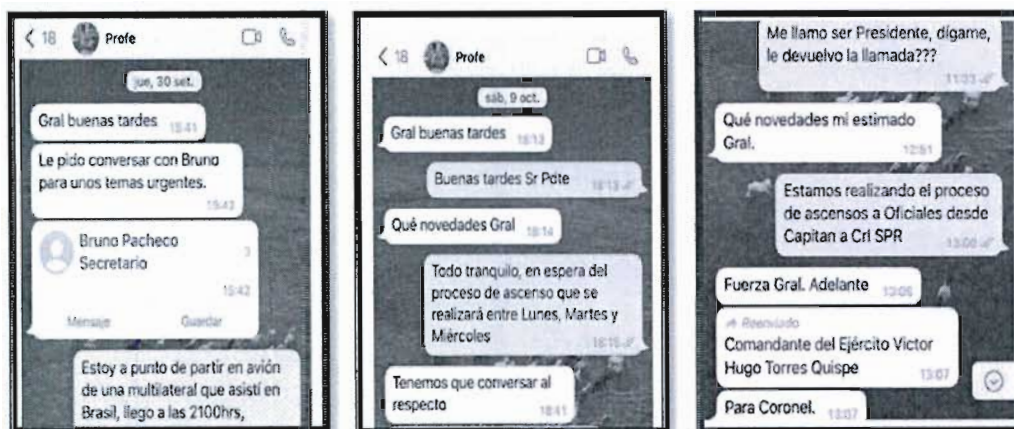 18 Profe
jue, 30 set.
Gral buenas tardes 15:41
Le pido conversar con Bruno
para unos temas urgentes.
15:42
Bruno Pacheco
Secretario
15:42
Mensaje Guardar
Estoy a punto de partir en avión
de una multilateral que asistí en
Brasil, llego a las 2100hrs,
18 Profe
sáb, 9 oct.
Gral buenas tardes 18:13
Buenas tardes Sr Pdte 18:13
Qué novedades Gral 18:14
Todo tranquilo, en espera del
proceso de ascenso que se
realizará entre Lunes, Martes y
Miércoles 18:15
Tenemos que conversar al
respecto 18:41
Me llamo ser Presidente, dígame,
le devuelvo la llamada???
11:33
Qué novedades mi estimado
Gral. 12:51
Estamos realizando el proceso
de ascensos a Oficiales desde
Capitan a Crl SPR 13:00
Fuerza Gral. Adelante 13:06
Reenviado
Comandante del Ejército Victor
Hugo Torres Quispe 13:07
Para Coronel. 13:07